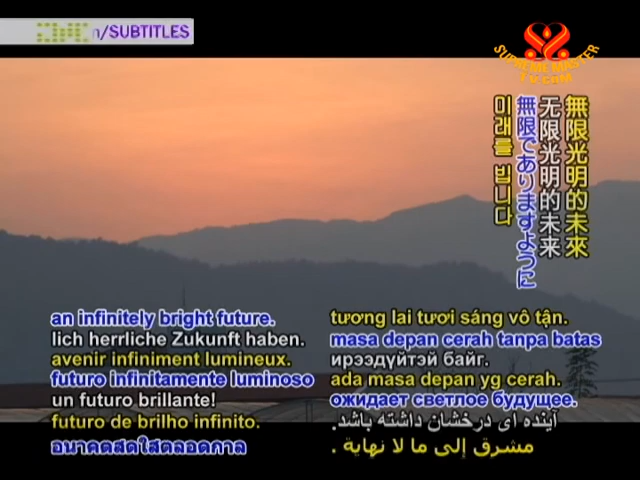 n/SUBTITLES
SUPREME MASTER
TV.COM
無限光明的未來
无限光明的未来
無限でありますように
미래를 빕니다
an infinitely bright future.
lich herrliche Zukunft haben.
avenir infiniment lumineux.
futuro infinitamente luminoso
un futuro brillante!
futuro de brilho infinito.
อนาคตสดใสตลอดกาล
tương lai tươi sáng vô tận.
masa depan cerah tanpa batas
ирээдүйтэй байг.
ada masa depan yg cerah.
ожидает светлое будущее.
آینده ای درخشان داشته باشد.
مشرق إلى ما لا نهاية .